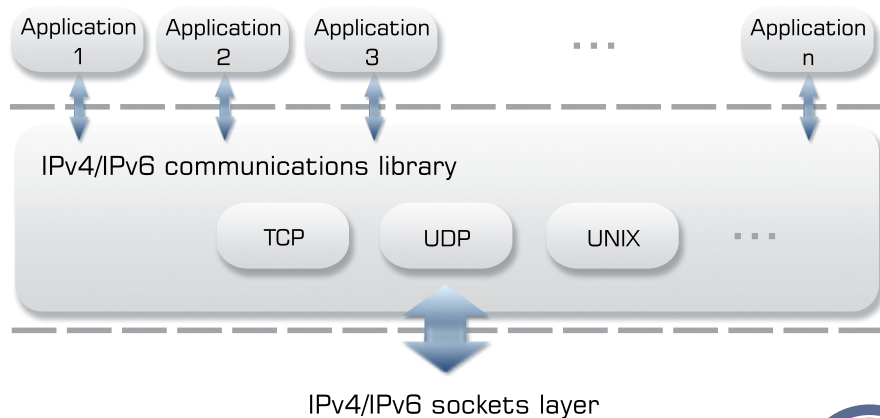 Application
1
Application
2
Application
3
...
Application
n
IPv4/IPv6 communications library
TCP
UDP
UNIX
...
IPv4/IPv6 sockets layer